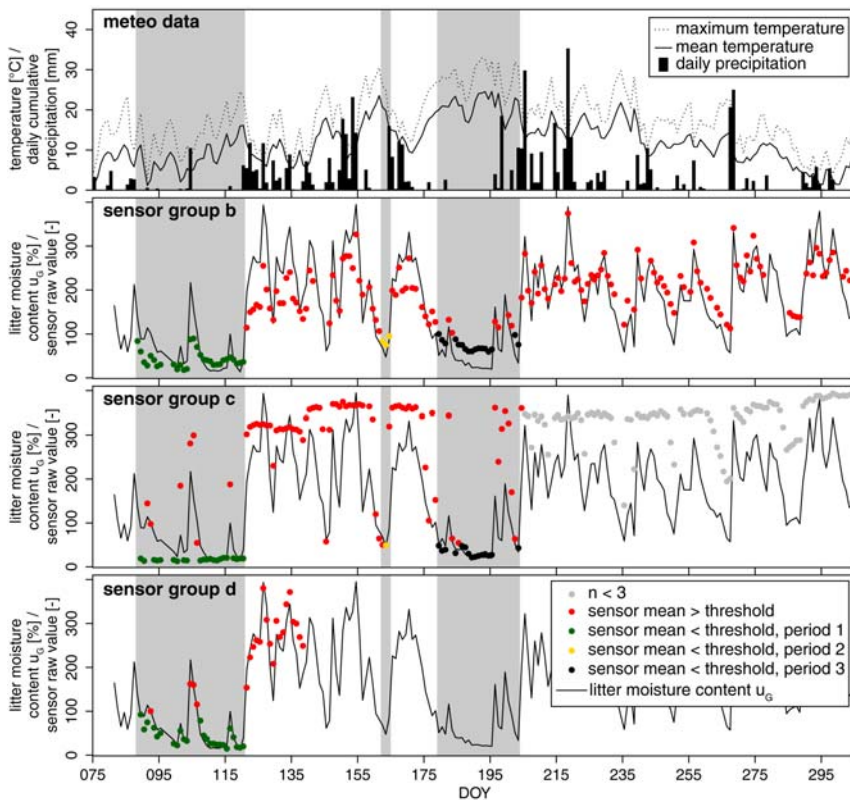 meteo data
maximum temperature
mean temperature
daily precipitation
temperature [°C] /
daily cumulative
precipitation [mm]
0 10 20 30 40
sensor group b
litter moisture
content u_G [%] /
sensor raw value [-]
0 100 200 300
sensor group c
litter moisture
content u_G [%] /
sensor raw value [-]
0 100 200 300
sensor group d
litter moisture
content u_G [%] /
sensor raw value [-]
0 100 200 300
n < 3
sensor mean > threshold
sensor mean < threshold, period 1
sensor mean < threshold, period 2
sensor mean < threshold, period 3
litter moisture content u_G
075 095 115 135 155 175 195 215 235 255 275 295
DOY